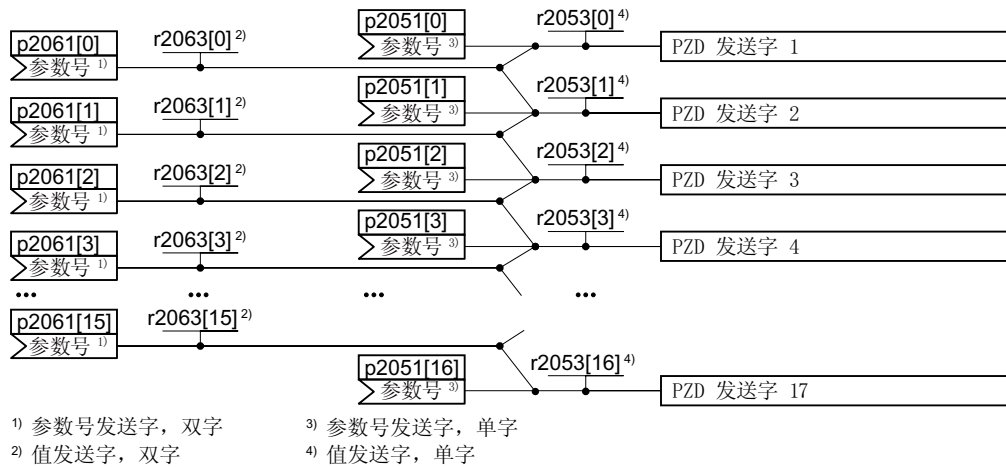 p2051[0] r2053[0] 4)
p2061[0] r2063[0] 2) 参数号 3) PZD 发送字 1
参数号 1)
p2051[1] r2053[1] 4)
p2061[1] r2063[1] 2) 参数号 3) PZD 发送字 2
参数号 1)
p2051[2] r2053[2] 4)
p2061[2] r2063[2] 2) 参数号 3) PZD 发送字 3
参数号 1)
p2051[3] r2053[3] 4)
p2061[3] r2063[3] 2) 参数号 3) PZD 发送字 4
参数号 1)
... ... ... ...
p2061[15] r2063[15] 2)
参数号 1)
p2051[16] r2053[16] 4)
参数号 3) PZD 发送字 17
1) 参数号发送字，双字 3) 参数号发送字，单字
2) 值发送字，双字 4) 值发送字，单字